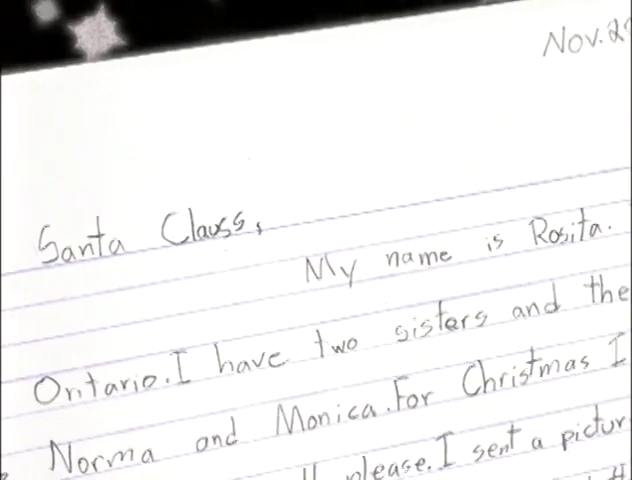 Nov. 2
Santa Clauss,
My name is Rosita.
Ontario. I have two sisters and the
Norma and Monica. For Christmas I
please. I sent a pictur